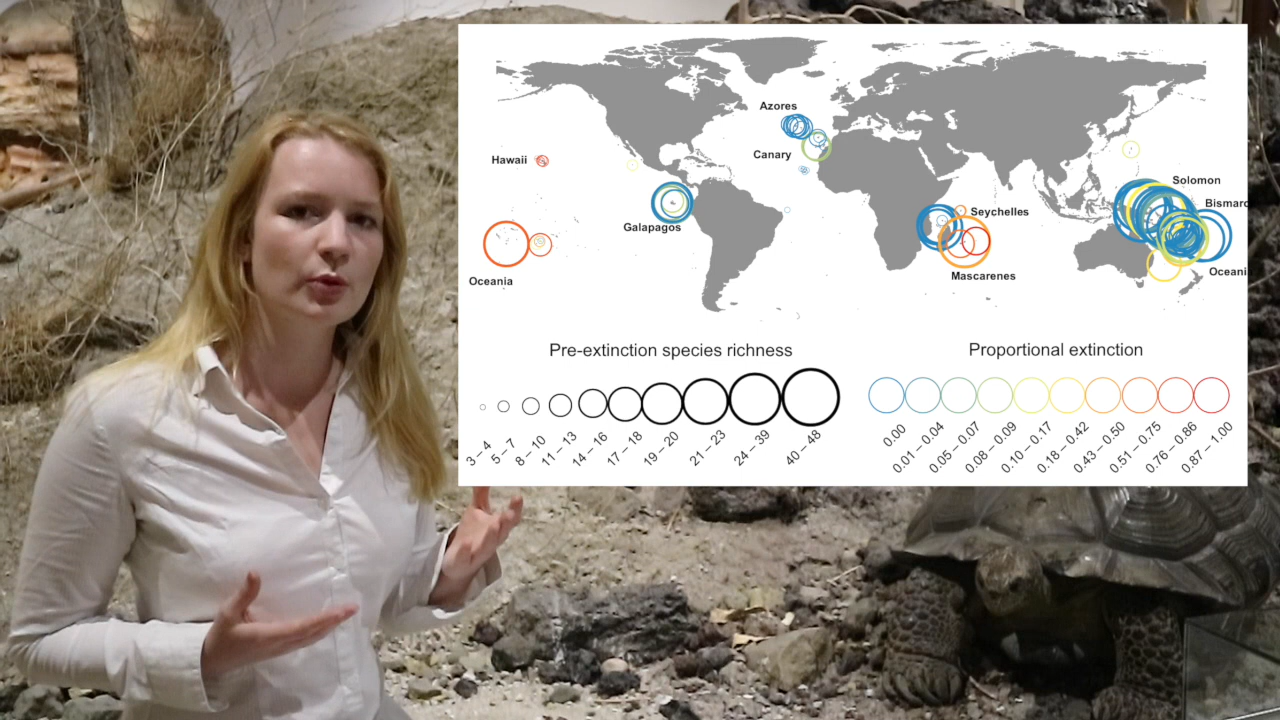 Azores
Canary
Hawaii
Galapagos
Oceania
Seychelles
Mascarenes
Solomon
Bismarc
Oceani
Pre-extinction species richness
3 – 4
5 – 7
8 – 10
11 – 13
14 – 16
17 – 18
19 – 20
21 – 23
24 – 39
40 – 48
Proportional extinction
0.00
0.01 – 0.04
0.05 – 0.07
0.08 – 0.09
0.10 – 0.17
0.18 – 0.42
0.43 – 0.50
0.51 – 0.75
0.76 – 0.86
0.87 – 1.00